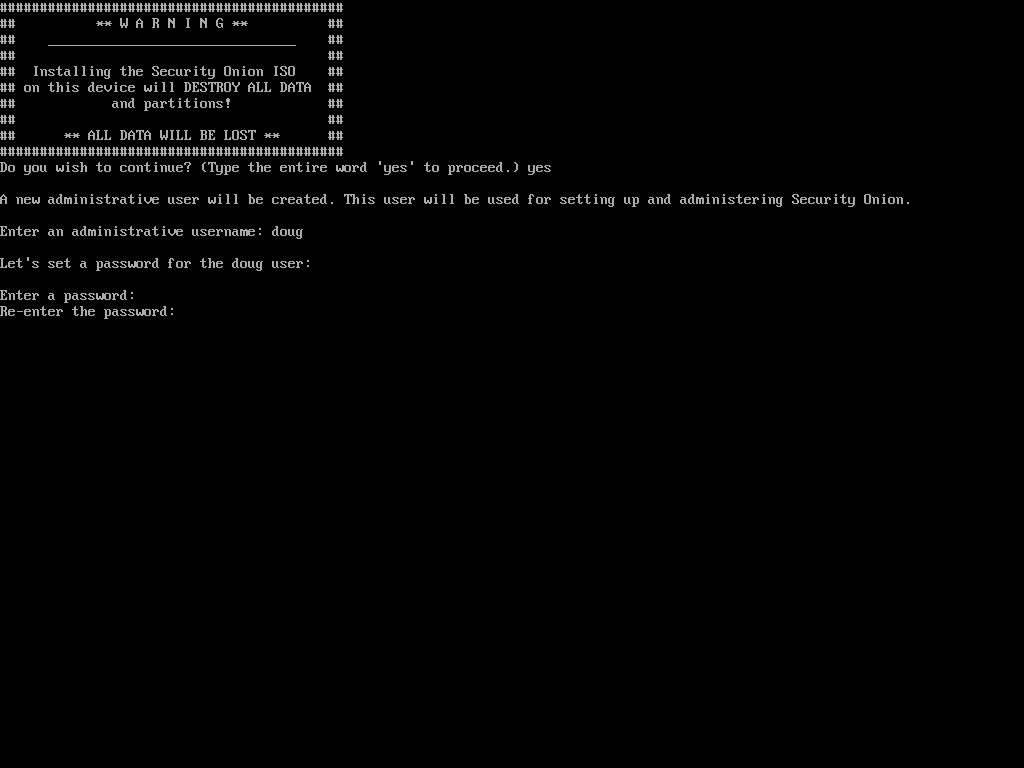 ###########################################
##          ** W A R N I N G **          ##
##    _______________________________    ##
##                                       ##
##  Installing the Security Onion ISO    ##
## on this device will DESTROY ALL DATA  ##
##            and partitions!            ##
##                                       ##
##      ** ALL DATA WILL BE LOST **      ##
###########################################
Do you wish to continue? (Type the entire word 'yes' to proceed.) yes
A new administrative user will be created. This user will be used for setting up and administering Security Onion.
Enter an administrative username: doug
Let's set a password for the doug user:
Enter a password:
Re-enter the password: